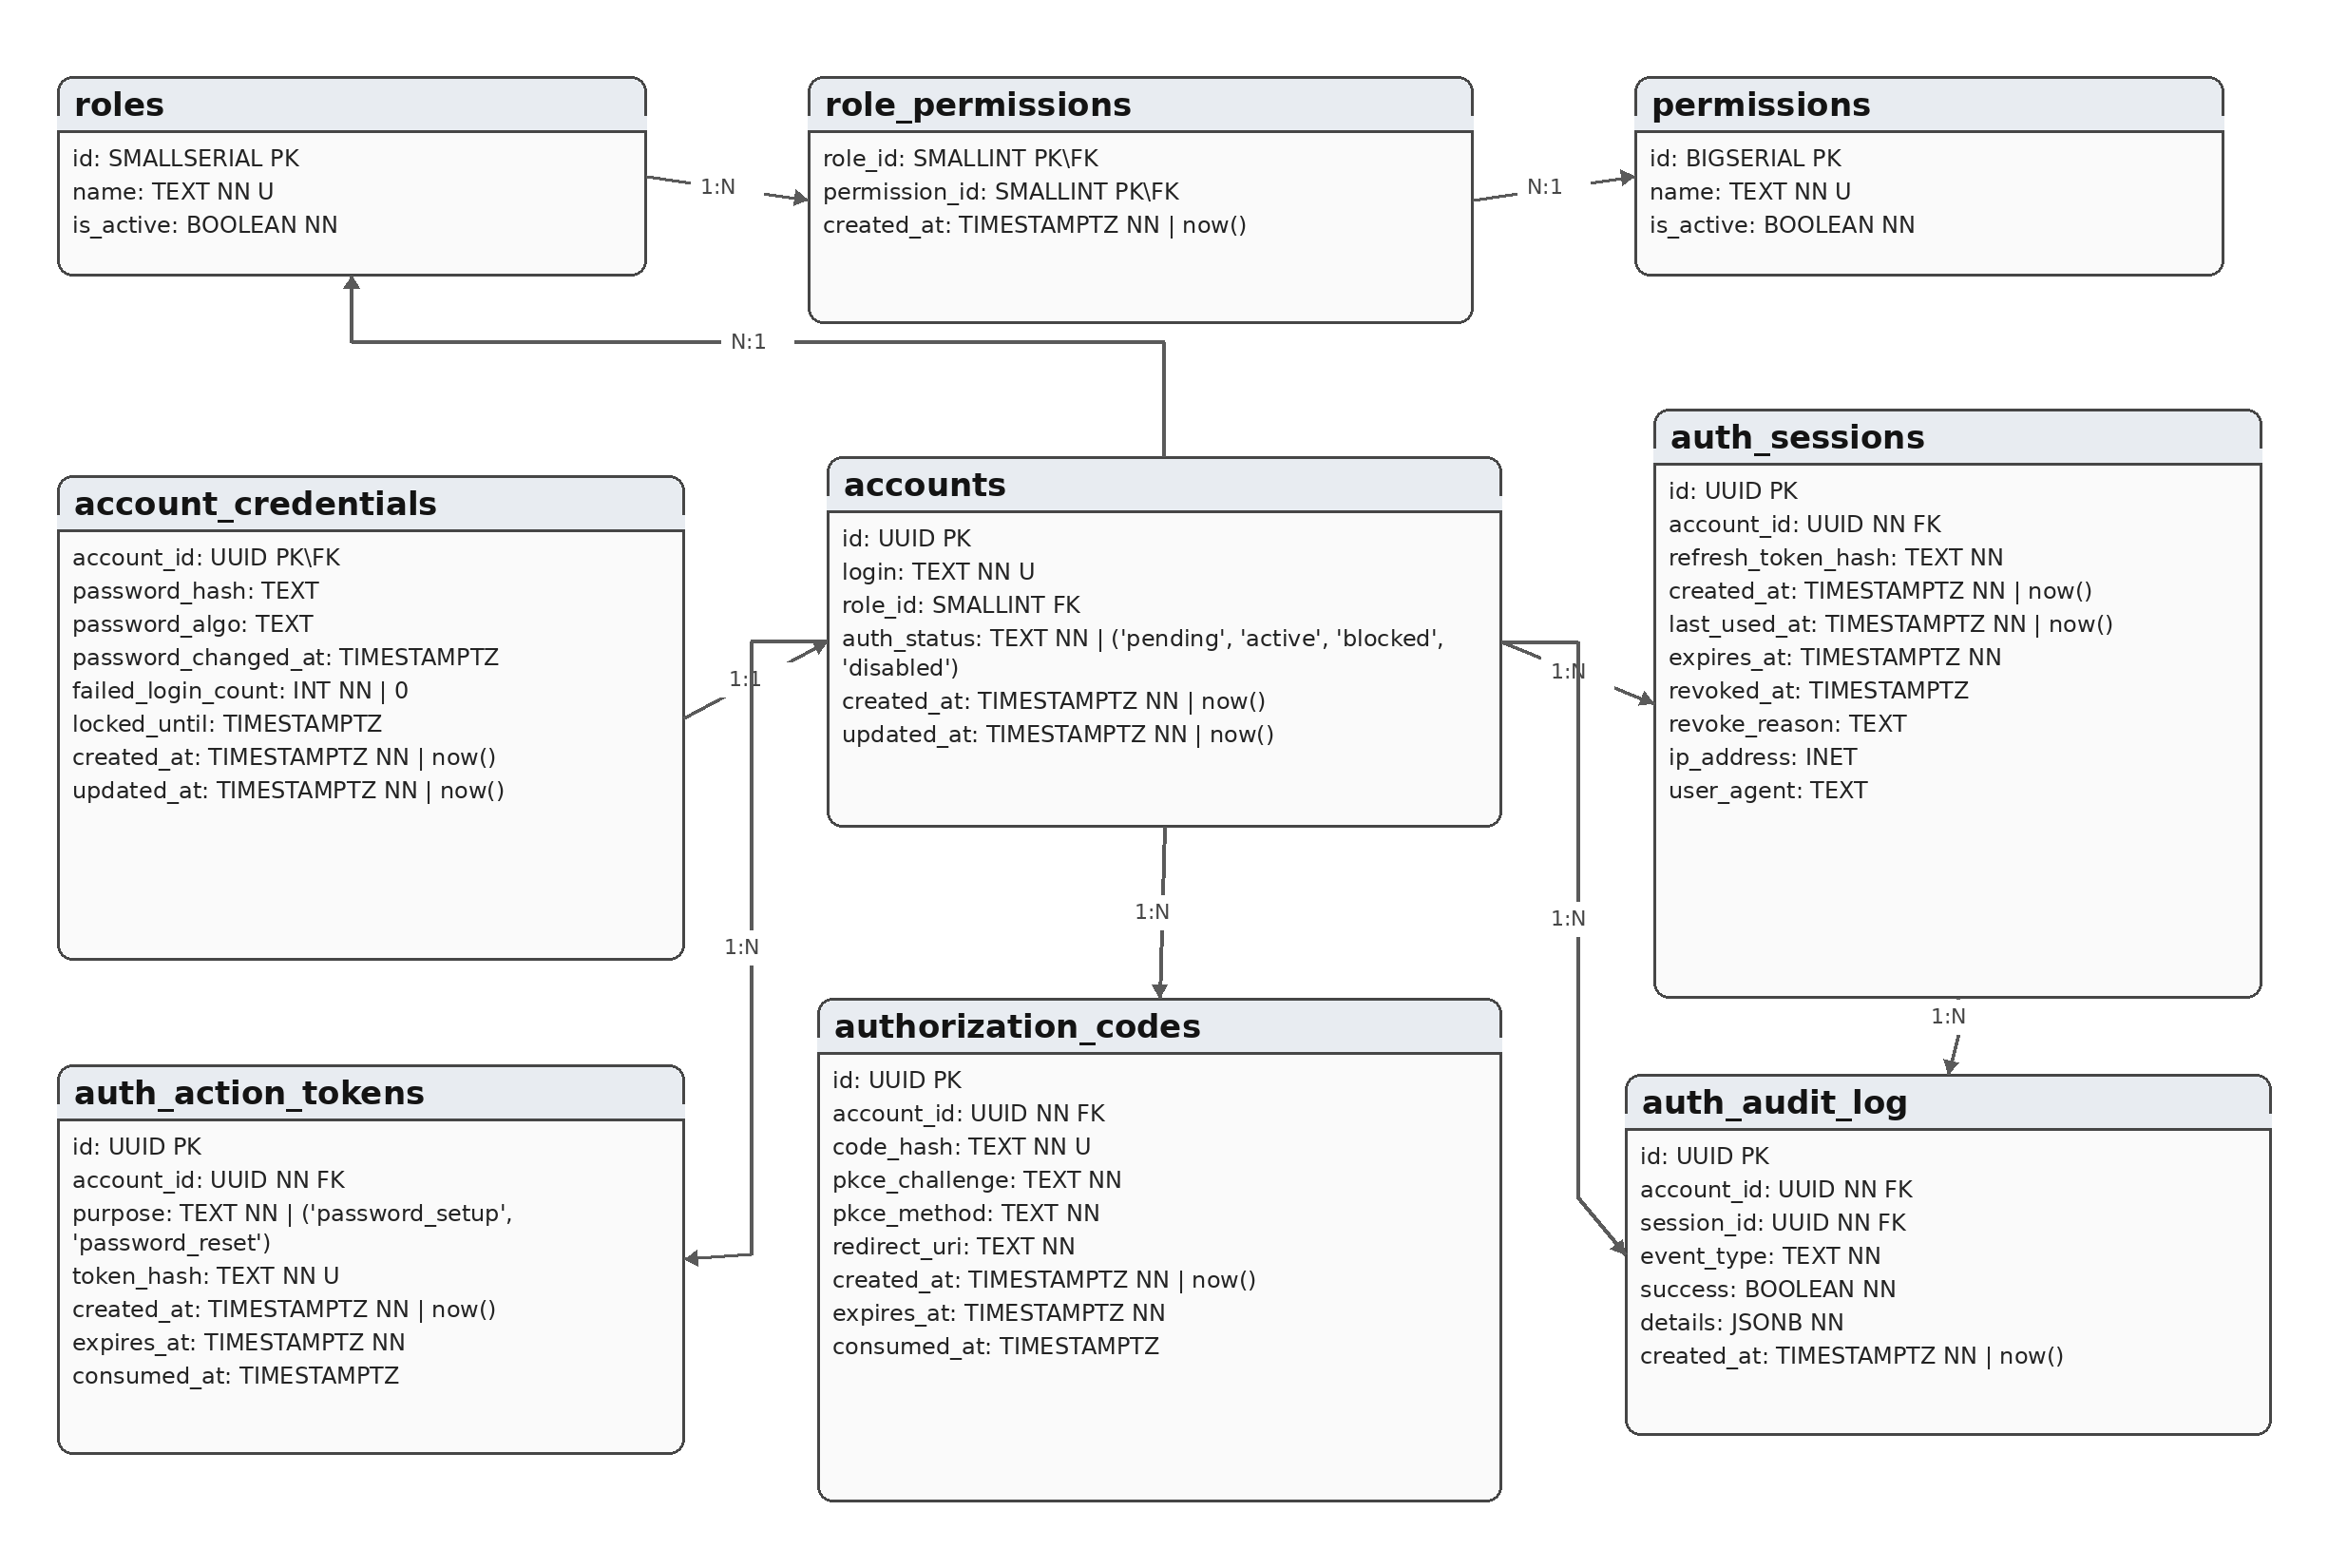 roles
id: SMALLSERIAL PK
name: TEXT NN U
is_active: BOOLEAN NN
1:N
role_permissions
role_id: SMALLINT PK\FK
permission_id: SMALLINT PK\FK
created_at: TIMESTAMPTZ NN | now()
N:1
permissions
id: BIGSERIAL PK
name: TEXT NN U
is_active: BOOLEAN NN
N:1
account_credentials
account_id: UUID PK\FK
password_hash: TEXT
password_algo: TEXT
password_changed_at: TIMESTAMPTZ
failed_login_count: INT NN | 0
locked_until: TIMESTAMPTZ
created_at: TIMESTAMPTZ NN | now()
updated_at: TIMESTAMPTZ NN | now()
1:1
accounts
id: UUID PK
login: TEXT NN U
role_id: SMALLINT FK
auth_status: TEXT NN | ('pending', 'active', 'blocked',
'disabled')
created_at: TIMESTAMPTZ NN | now()
updated_at: TIMESTAMPTZ NN | now()
1:N
auth_sessions
id: UUID PK
account_id: UUID NN FK
refresh_token_hash: TEXT NN
created_at: TIMESTAMPTZ NN | now()
last_used_at: TIMESTAMPTZ NN | now()
expires_at: TIMESTAMPTZ NN
revoked_at: TIMESTAMPTZ
revoke_reason: TEXT
ip_address: INET
user_agent: TEXT
1:N
1:N
1:N
1:N
auth_action_tokens
id: UUID PK
account_id: UUID NN FK
purpose: TEXT NN | ('password_setup',
'password_reset')
token_hash: TEXT NN U
created_at: TIMESTAMPTZ NN | now()
expires_at: TIMESTAMPTZ NN
consumed_at: TIMESTAMPTZ
authorization_codes
id: UUID PK
account_id: UUID NN FK
code_hash: TEXT NN U
pkce_challenge: TEXT NN
pkce_method: TEXT NN
redirect_uri: TEXT NN
created_at: TIMESTAMPTZ NN | now()
expires_at: TIMESTAMPTZ NN
consumed_at: TIMESTAMPTZ
auth_audit_log
id: UUID PK
account_id: UUID NN FK
session_id: UUID NN FK
event_type: TEXT NN
success: BOOLEAN NN
details: JSONB NN
created_at: TIMESTAMPTZ NN | now()